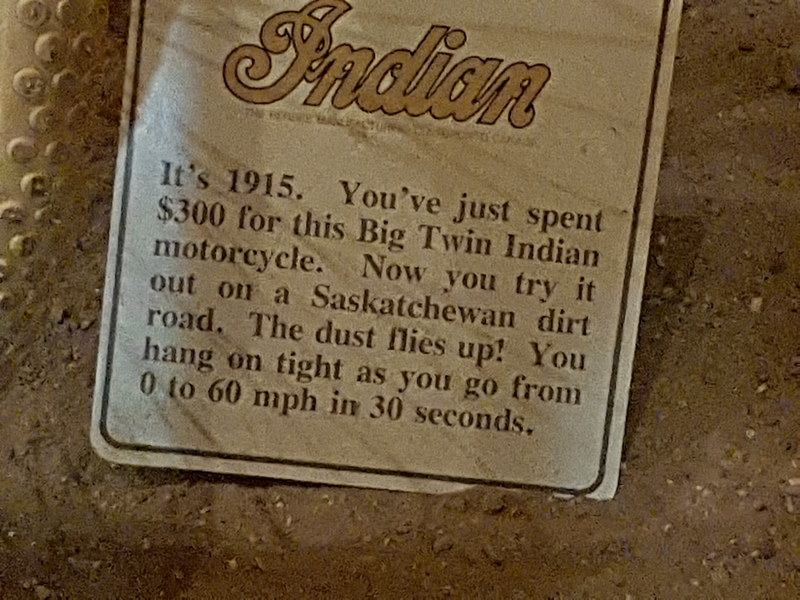 Indian
It's 1915. You've just spent
$300 for this Big Twin Indian
motorcycle. Now you try it
out on a Saskatchewan dirt
road. The dust flies up! You
hang on tight as you go from
0 to 60 mph in 30 seconds.